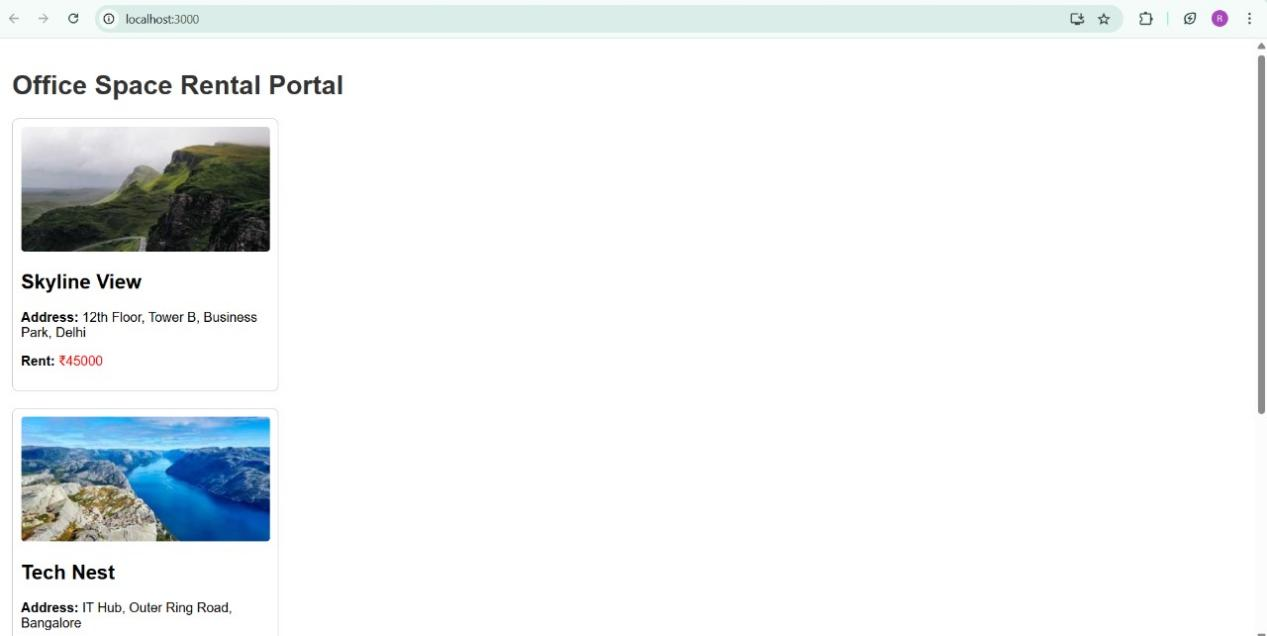 localhost:3000
R
Office Space Rental Portal
Skyline View
Address: 12th Floor, Tower B, Business
Park, Delhi
Rent: ₹45000
Tech Nest
Address: IT Hub, Outer Ring Road,
Bangalore